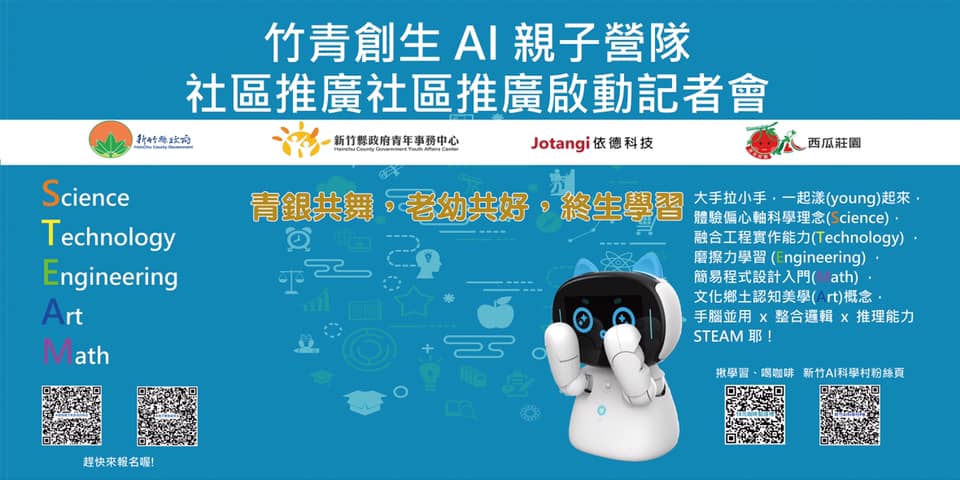 竹青創生 AI 親子營隊
社區推廣社區推廣啟動記者會
新竹縣政府
Hsinchu County Government
新竹縣政府青年事務中心
Hsinchu County Government Youth Affairs Center
Jotangi 依德科技
西瓜莊園
Science
Technology
Engineering
Art
Math
青銀共舞，老幼共好，終生學習
大手拉小手，一起漾(young)起來，
體驗偏心軸科學理念(Science)，
融合工程實作能力(Technology) ，
磨擦力學習 (Engineering) ，
簡易程式設計入門(Math) ，
文化鄉土認知美學(Art)概念，
手腦並用 x 整合邏輯 x 推理能力
STEAM 耶！
揪學習、喝咖啡 新竹AI科學村粉絲頁
趕快來報名喔!